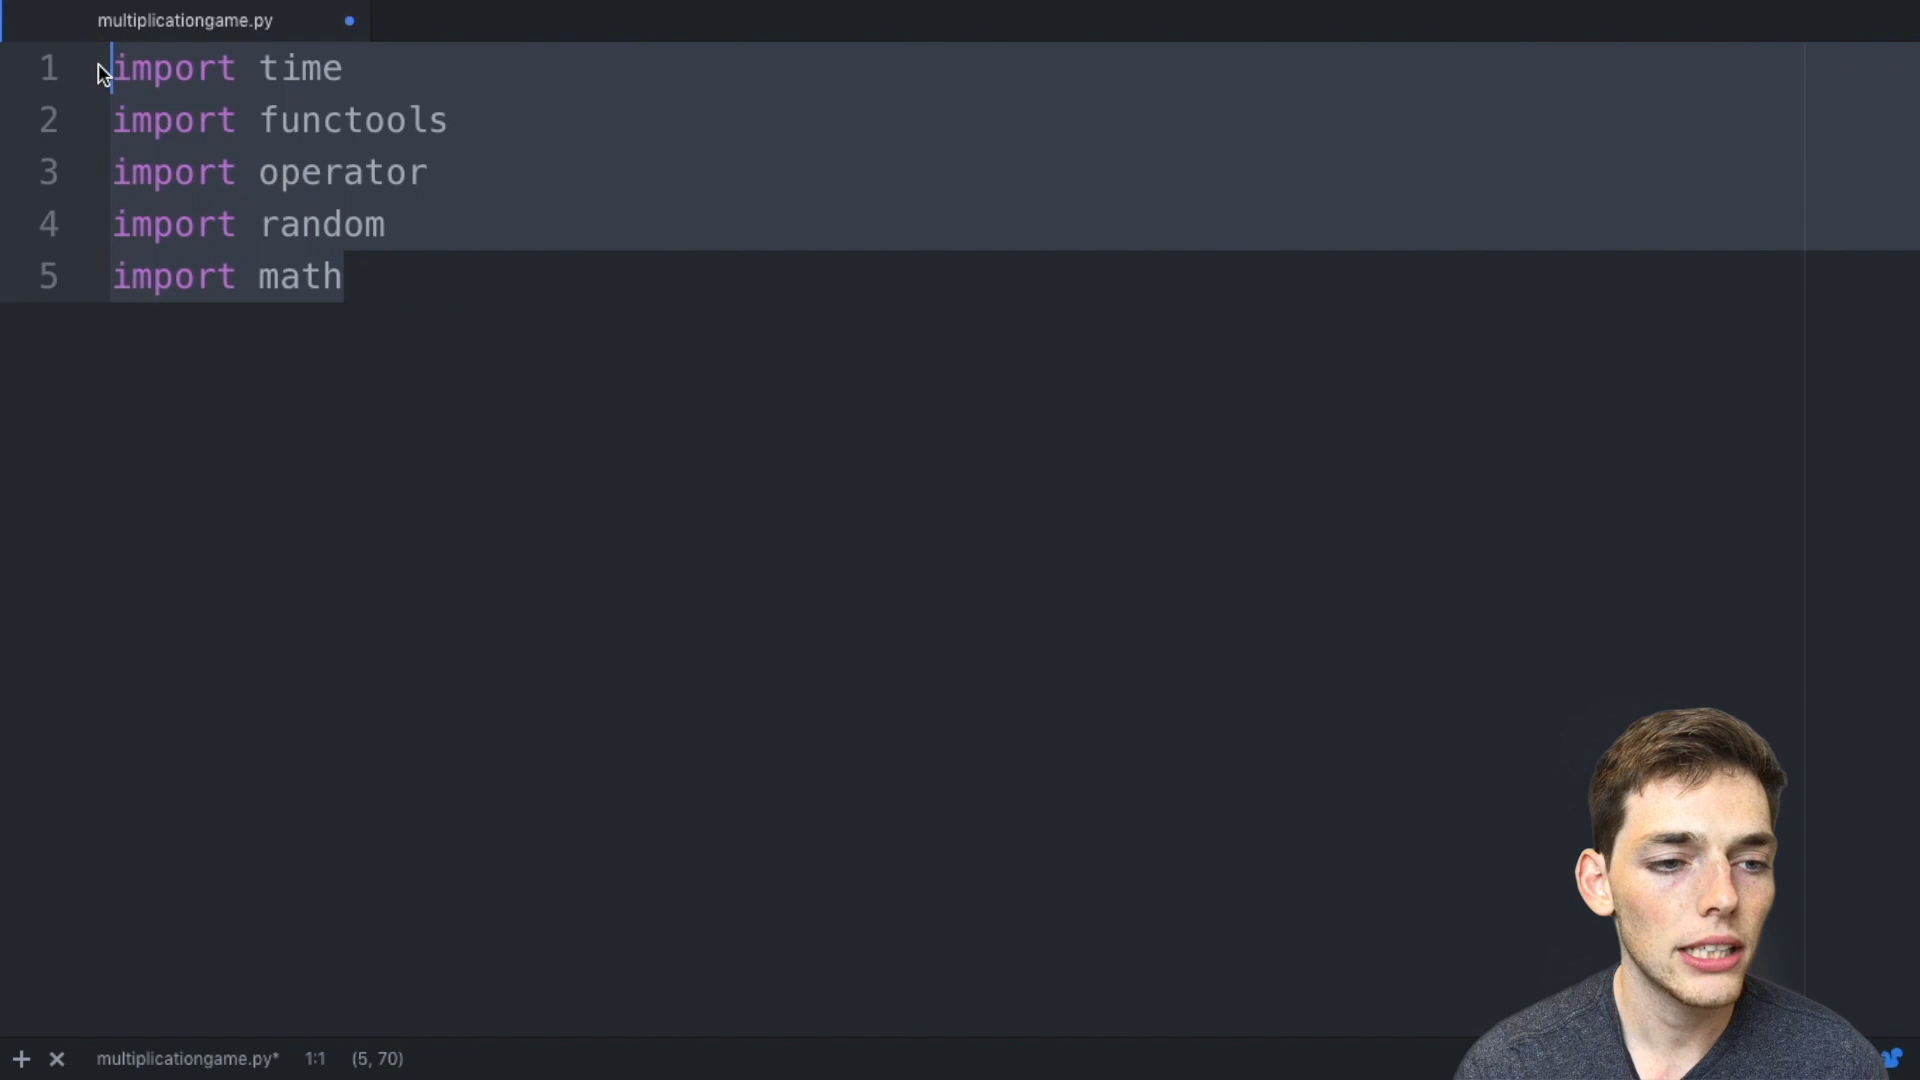 multiplicationgame.py
1 import time
2 import functools
3 import operator
4 import random
5 import math
multiplicationgame.py* 1:1 (5, 70)